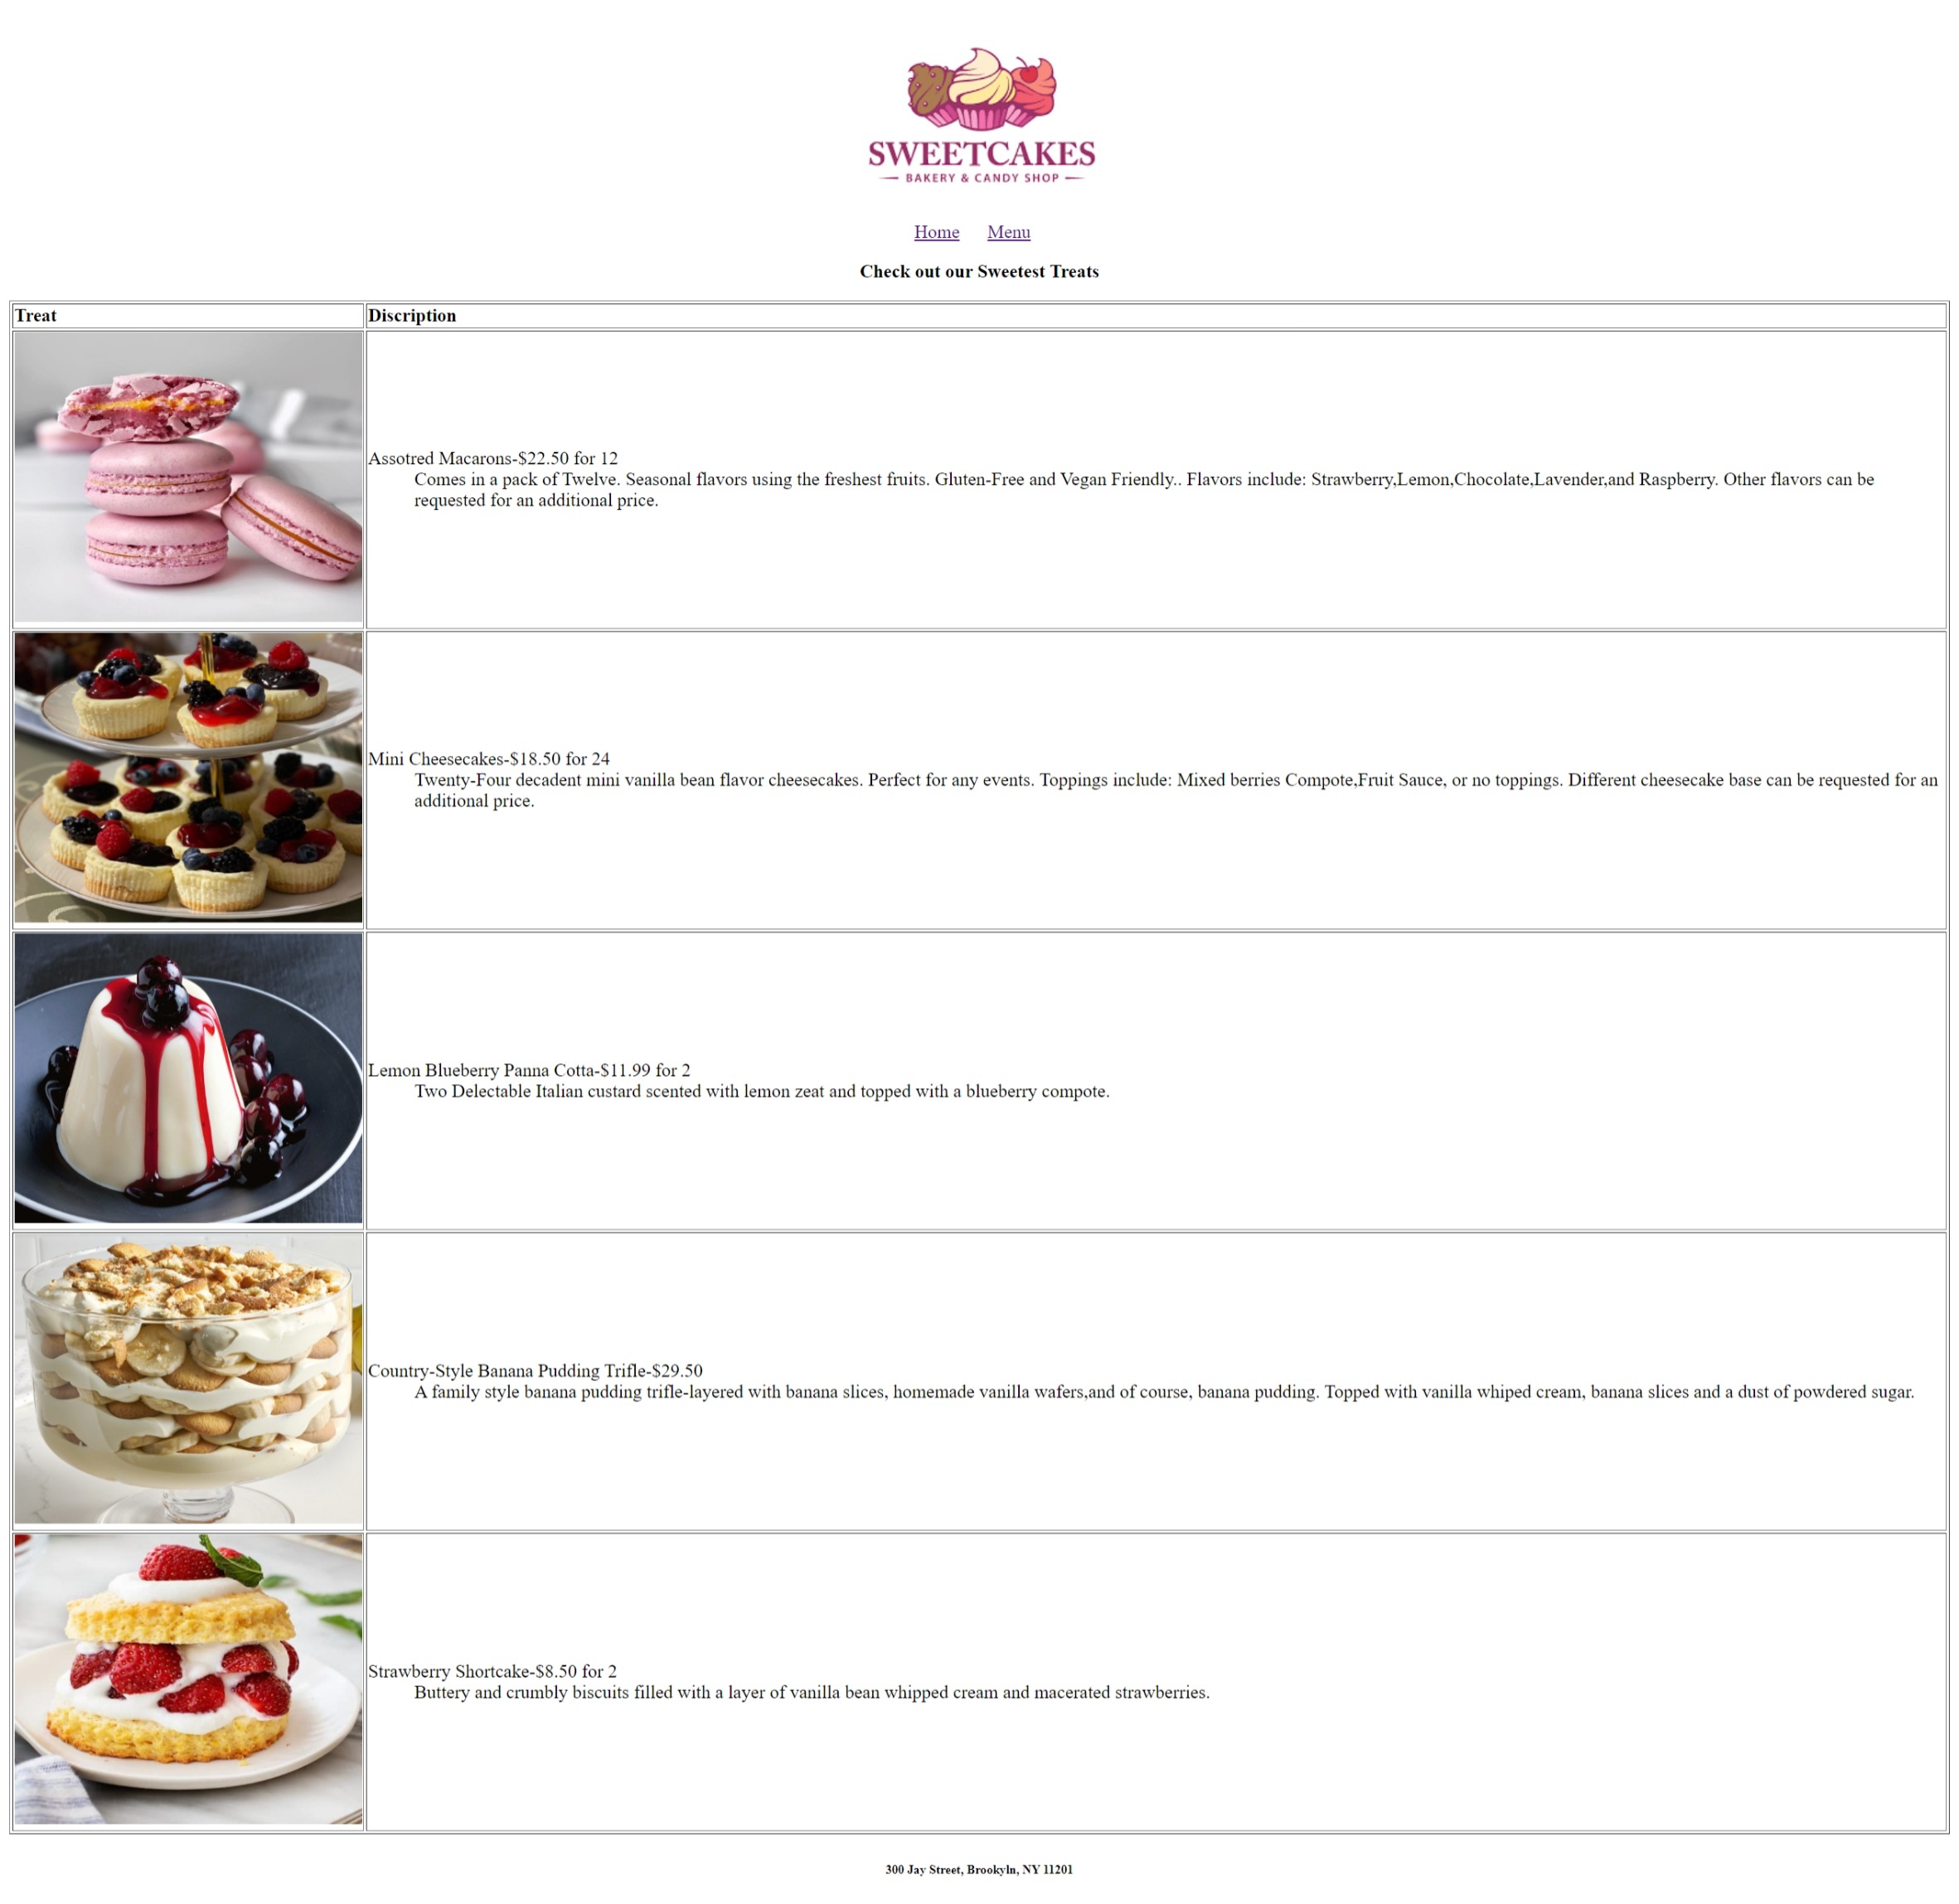 SWEETCAKES
BAKERY & CANDY SHOP
Home Menu
Check out our Sweetest Treats
Treat Discription
Assotred Macarons-$22.50 for 12
Comes in a pack of Twelve. Seasonal flavors using the freshest fruits. Gluten-Free and Vegan Friendly.. Flavors include: Strawberry,Lemon,Chocolate,Lavender,and Raspberry. Other flavors can be
requested for an additional price.
Mini Cheesecakes-$18.50 for 24
Twenty-Four decadent mini vanilla bean flavor cheesecakes. Perfect for any events. Toppings include: Mixed berries Compote,Fruit Sauce, or no toppings. Different cheesecake base can be requested for an
additional price.
Lemon Blueberry Panna Cotta-$11.99 for 2
Two Delectable Italian custard scented with lemon zeat and topped with a blueberry compote.
Country-Style Banana Pudding Trifle-$29.50
A family style banana pudding trifle-layered with banana slices, homemade vanilla wafers,and of course, banana pudding. Topped with vanilla whiped cream, banana slices and a dust of powdered sugar.
Strawberry Shortcake-$8.50 for 2
Buttery and crumbly biscuits filled with a layer of vanilla bean whipped cream and macerated strawberries.
300 Jay Street, Brookyln, NY 11201